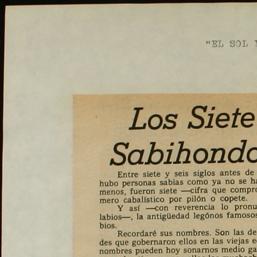 "EL SOL
Los Siete
Sabihondo
Entre siete y seis siglos antes de
hubo personas sabias como ya no se ha
menos, fueron siete —cifra que compro
mero cabalístico por pilón o copete.
Y así —con reverencia lo pronu
labios—, la antigüedad legónos famosos
bios.
Recordaré sus nombres. Son las de
des que gobernaron ellos en las viejas e
nombres pueden hoy sonarnos medio ga